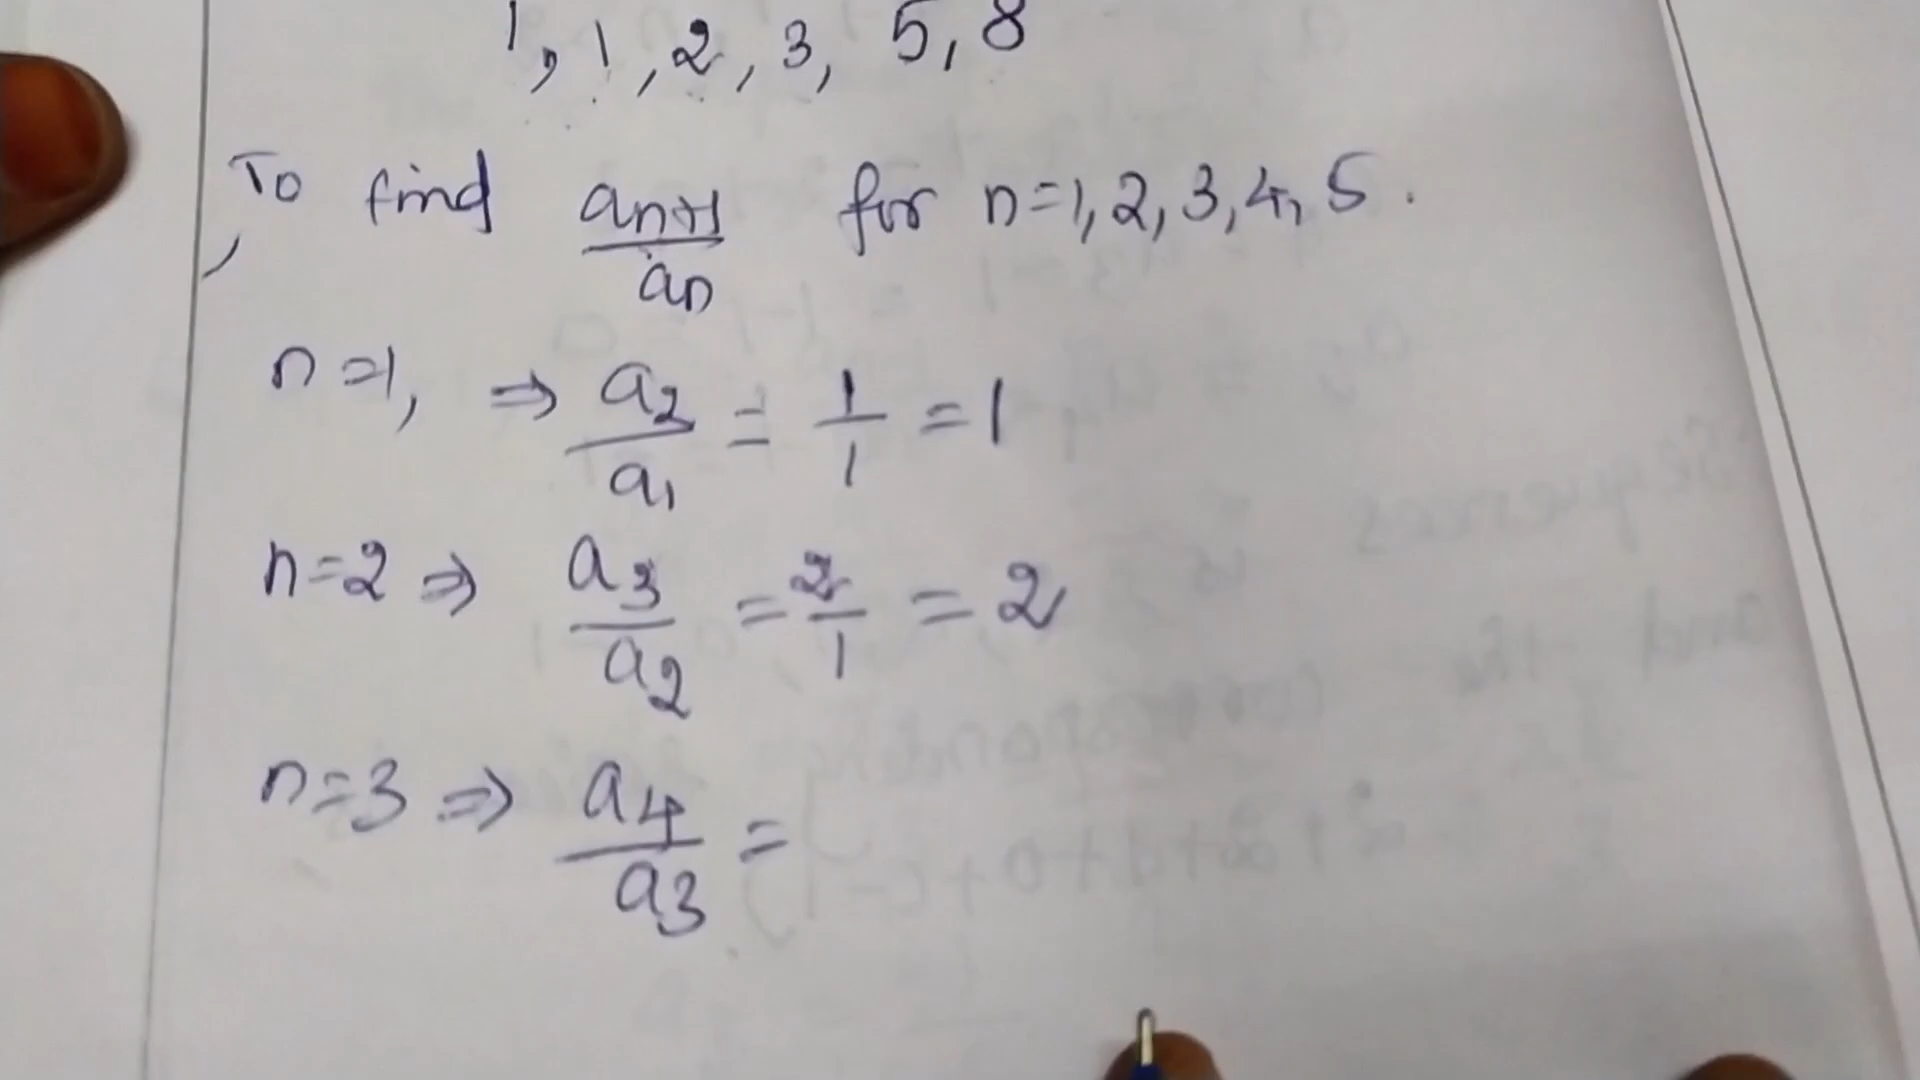 1, 1, 2, 3, 5, 8
To find an+1/an for n=1, 2, 3, 4, 5.
n=1, ⇒ a2/a1 = 1/1 = 1
n=2 ⇒ a3/a2 = 2/1 = 2
n=3 ⇒ a4/a3 =